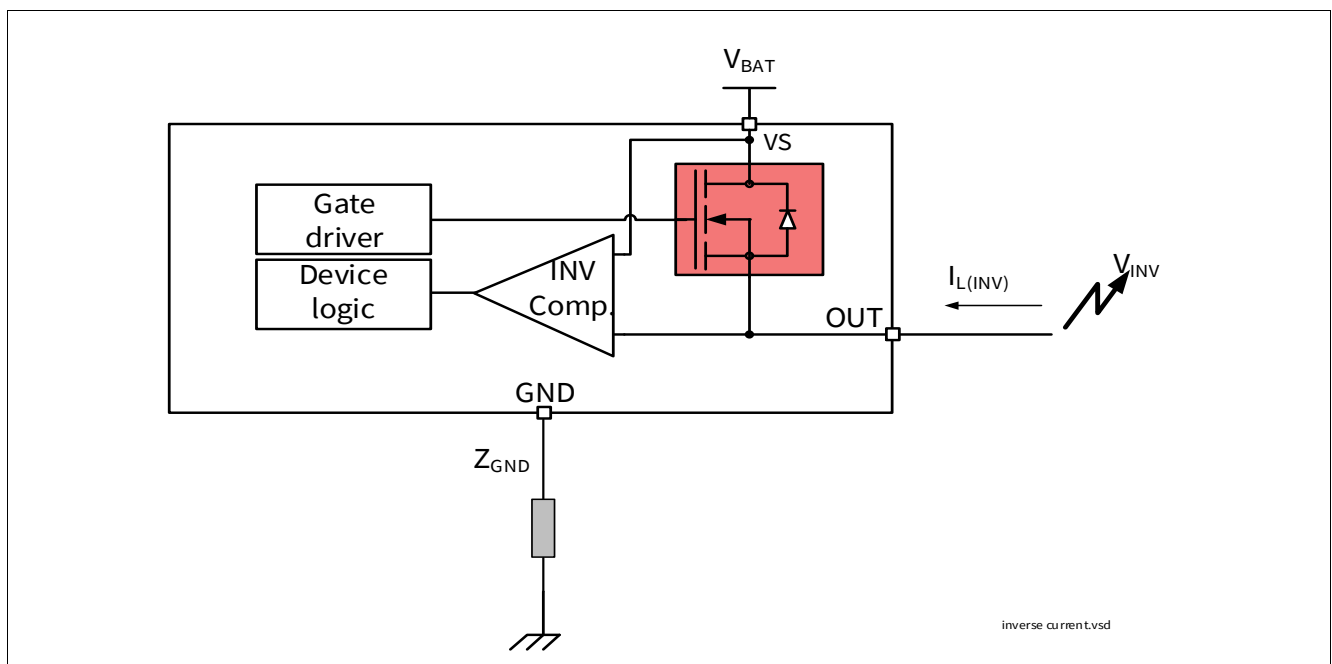 VBAT
VS
Gate
driver
Device
logic
INV
Comp.
IL(INV)
VINV
OUT
GND
ZGND
inverse current.vsd